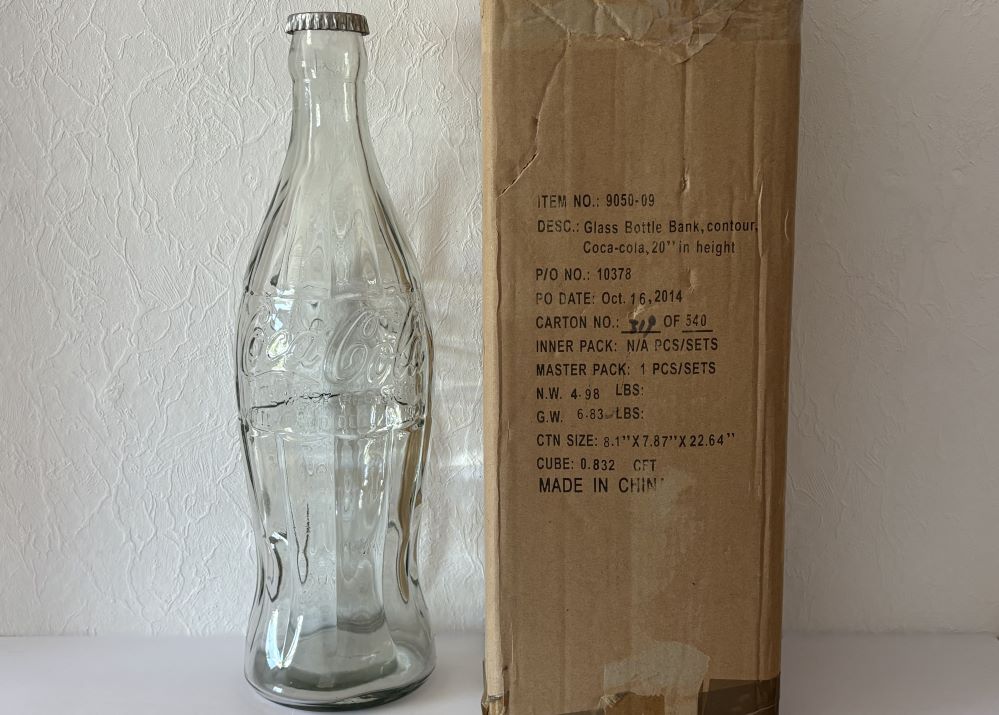 Coca-Cola
ITEM NO.: 9050-09
DESC.: Glass Bottle Bank, contour,
Coca-cola, 20'' in height
P/O NO.: 10378
PO DATE: Oct. 16, 2014
CARTON NO.: 319 OF 540
INNER PACK: N/A PCS/SETS
MASTER PACK: 1 PCS/SETS
N.W. 4.98 LBS:
G.W. 6.83 LBS:
CTN SIZE: 8.1''X7.87''X22.64''
CUBE: 0.832 CFT
MADE IN CHINA